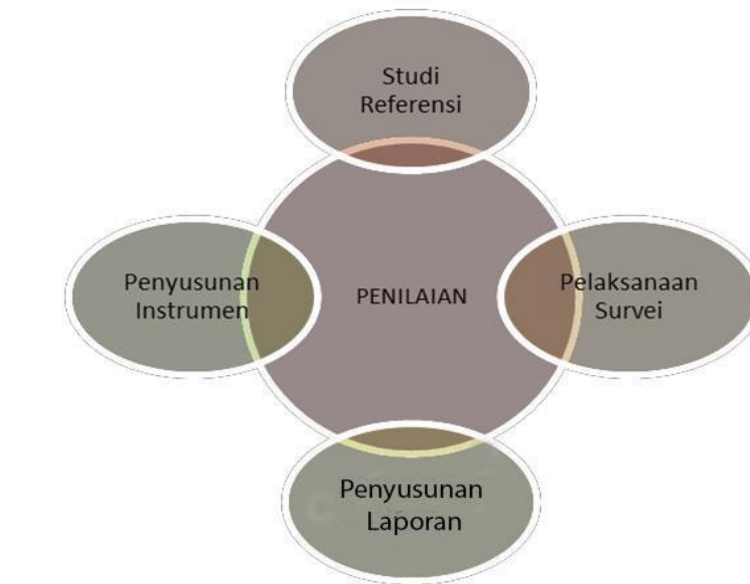 Studi
Referensi
Penyusunan
Instrumen
PENILAIAN
Pelaksanaan
Survei
Penyusunan
Laporan